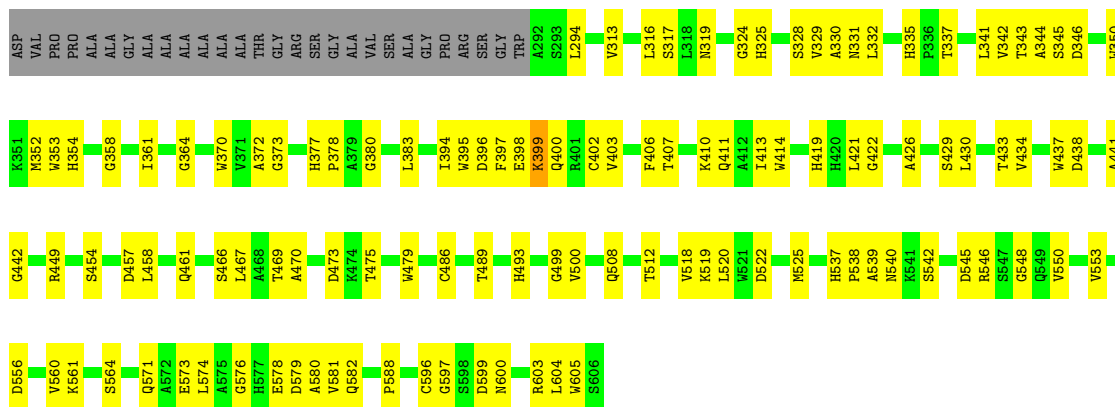 ASP VAL PRO PRO ALA ALA GLY ALA ALA ALA ALA ALA ALA THR GLY ARG SER GLY ALA VAL SER ALA GLY PRO ARG SER GLY TRP A292 S293 L294 V313 L316 S317 L318 N319 G324 H325 S328 V329 A330 N331 L332 H335 P336 T337 L341 V342 T343 A344 S345 D346 W350
K351 M352 W353 H354 G358 I361 G364 W370 V371 A372 G373 H377 P378 A379 G380 L383 I394 W395 D396 F397 E398 K399 Q400 R401 C402 V403 F406 T407 K410 Q411 A412 I413 W414 H419 H420 L421 G422 A426 S429 L430 T433 V434 W437 D438 A441
G442 R449 S454 D457 L458 Q461 S466 L467 A468 T469 A470 D473 K474 T475 W479 C486 T489 H493 G499 V500 Q508 T512 V518 K519 L520 W521 D522 M525 H537 P538 A539 N540 K541 S542 D545 R546 S547 G548 Q549 V550 V553
D556 V560 K561 S564 Q571 A572 E573 L574 A575 G576 H577 E578 D579 A580 V581 Q582 P588 C596 G597 S598 D599 N600 R603 L604 W605 S606